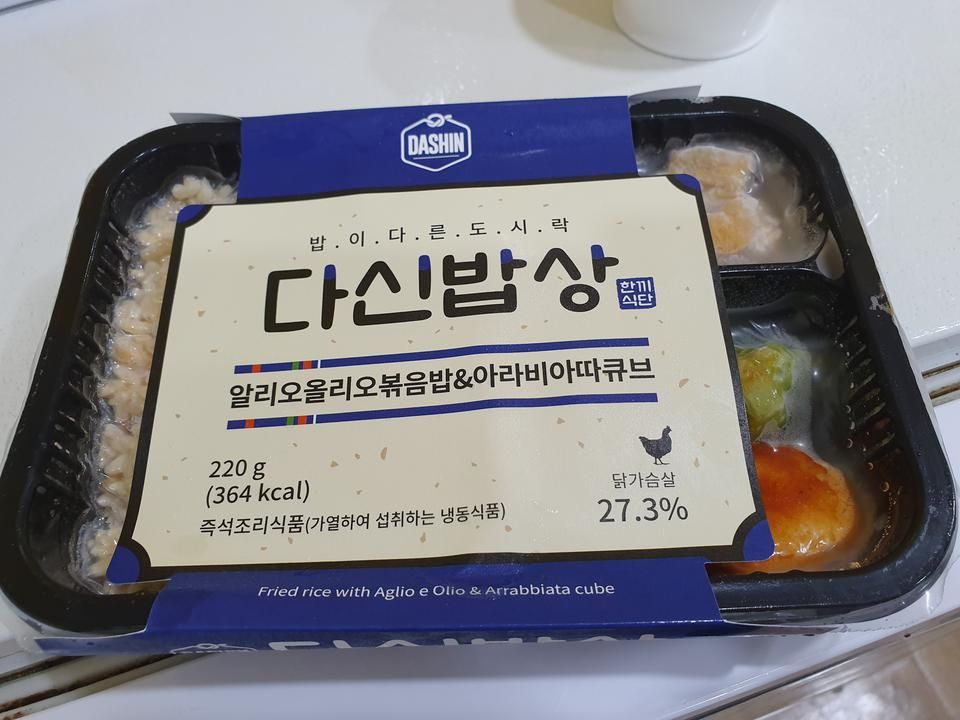 DASHIN
밥.이.다.른.도.시.락
다신밥상
한끼
식단
알리오올리오볶음밥&아라비아따큐브
220 g
(364 kcal)
즉석조리식품(가열하여 섭취하는 냉동식품)
닭가슴살
27.3%
Fried rice with Aglio e Olio & Arrabbiata cube